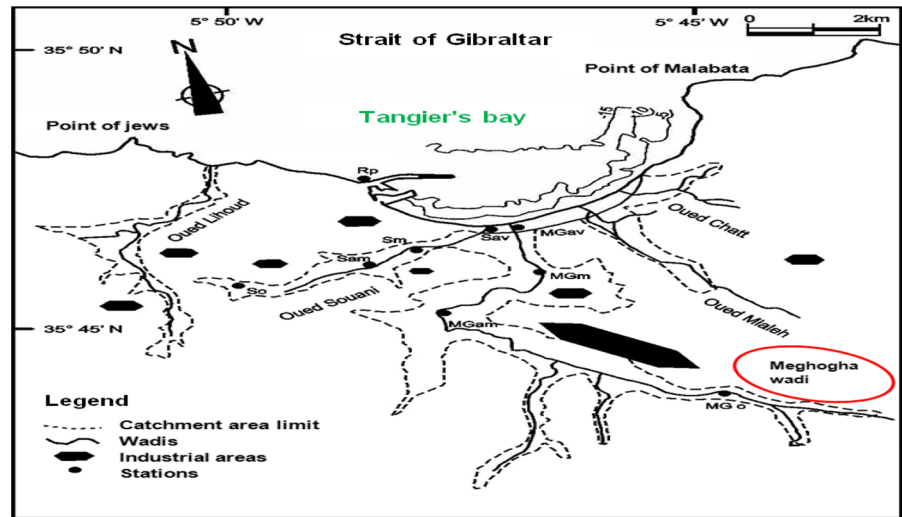 5° 50' W
5° 45' W
2km
0
35° 50' N
N
Strait of Gibraltar
Point of Malabata
Tangier's bay
-15
-10
-5
Point of jews
Rp
Oued Lihoud
Oued Chatt
Sav
MGav
Sm
Sam
MGm
So
Oued Souani
Oued Mlaleh
35° 45' N
MGam
Meghogha
wadi
MG o
Legend
Catchment area limit
Wadis
Industrial areas
Stations